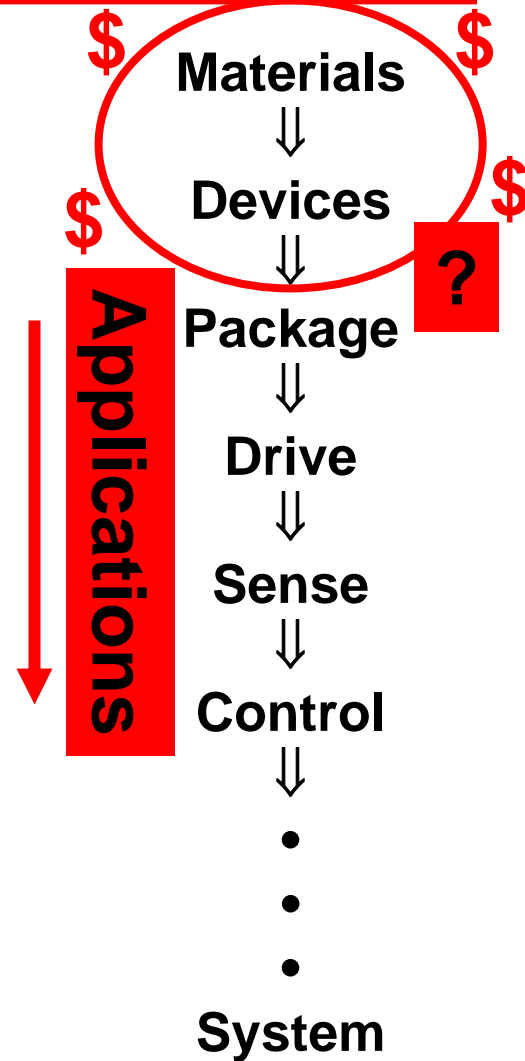 $ $
Materials
⇓
Devices
$ $
⇓
?
Package
⇓
Applications
Drive
⇓
Sense
⇓
Control
⇓
•
•
•
System